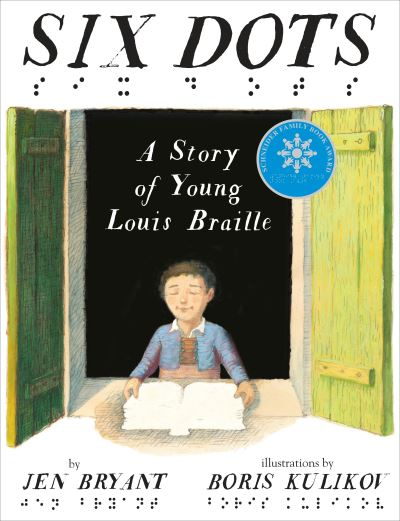 SIX DOTS
⠎⠊⠭ ⠙⠕⠞⠎
A Story
of Young
Louis Braille
SCHNEIDER FAMILY BOOK AWARD
by
JEN BRYANT
⠚⠑⠝ ⠃⠗⠽⠁⠝⠞
illustrations by
BORIS KULIKOV
⠃⠕⠗⠊⠎ ⠅⠥⠇⠊⠅⠕⠧